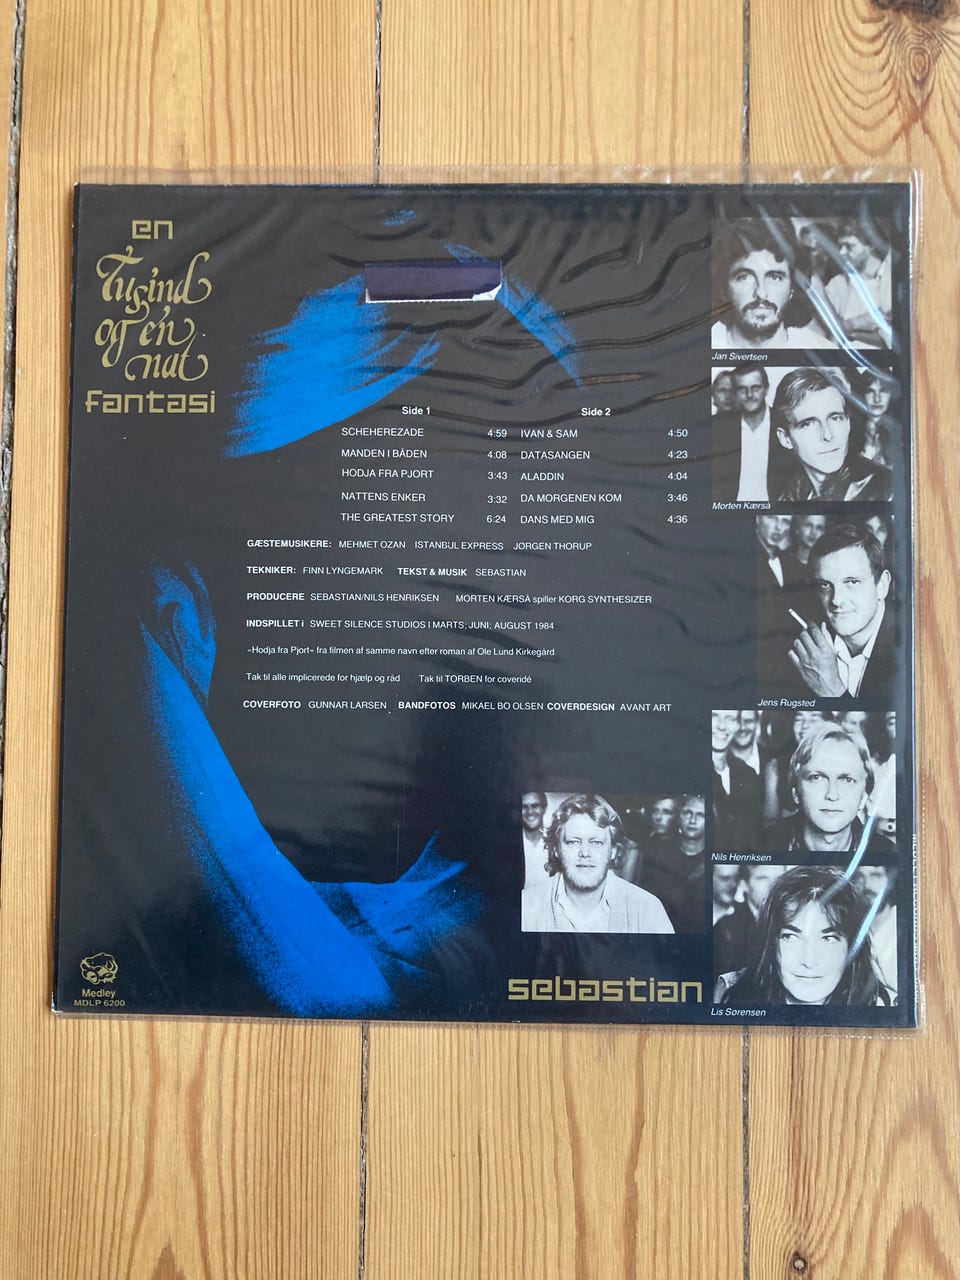 en
Tusind
og en
nat
fantasi
Side 1
SCHEHEREZADE 4:59
MANDEN I BÅDEN 4:08
HODJA FRA PJORT 3:43
NATTENS ENKER 3:32
THE GREATEST STORY 6:24
Side 2
IVAN & SAM 4:50
DATASANGEN 4:23
ALADDIN 4:04
DA MORGENEN KOM 3:46
DANS MED MIG 4:36
GÆSTEMUSIKERE: MEHMET OZAN ISTANBUL EXPRESS JØRGEN THORUP
TEKNIKER: FINN LYNGEMARK TEKST & MUSIK SEBASTIAN
PRODUCERE SEBASTIAN/NILS HENRIKSEN MORTEN KÆRSÅ spiller KORG SYNTHESIZER
INDSPILLET i SWEET SILENCE STUDIOS I MARTS, JUNI, AUGUST 1984
»Hodja fra Pjort« fra filmen af samme navn efter roman af Ole Lund Kirkegård
Tak til alle implicerede for hjælp og råd Tak til TORBEN for coveridé
COVERFOTO GUNNAR LARSEN BANDFOTOS MIKAEL BO OLSEN COVERDESIGN AVANT ART
Jan Sivertsen
Morten Kærså
Jens Rugsted
Nils Henriksen
Lis Sørensen
sebastian
Medley
MDLP 6200